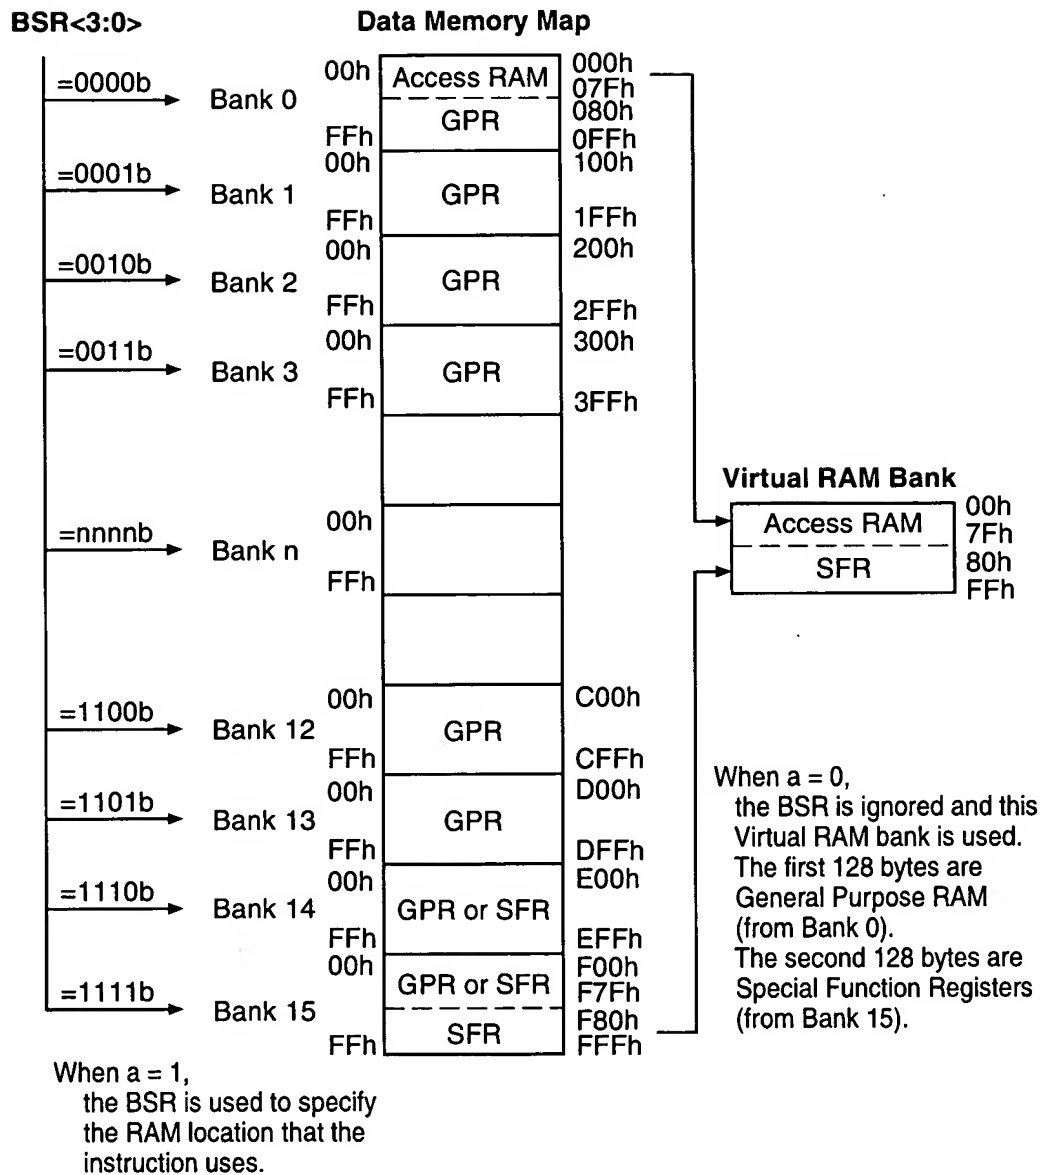 BSR<3:0>
Data Memory Map
=0000b
Bank 0
00h
Access RAM
000h
07Fh
GPR
080h
FFh
0FFh
=0001b
Bank 1
00h
100h
GPR
FFh
1FFh
=0010b
Bank 2
00h
200h
GPR
FFh
2FFh
=0011b
Bank 3
00h
300h
GPR
FFh
3FFh
=nnnnb
Bank n
00h
FFh
Virtual RAM Bank
Access RAM
00h
7Fh
SFR
80h
FFh
=1100b
Bank 12
00h
C00h
GPR
FFh
CFFh
=1101b
Bank 13
00h
D00h
GPR
FFh
DFFh
=1110b
Bank 14
00h
E00h
GPR or SFR
FFh
EFFh
=1111b
Bank 15
00h
F00h
GPR or SFR
F7Fh
F80h
SFR
FFh
FFFh
When a = 0,
the BSR is ignored and this
Virtual RAM bank is used.
The first 128 bytes are
General Purpose RAM
(from Bank 0).
The second 128 bytes are
Special Function Registers
(from Bank 15).
When a = 1,
the BSR is used to specify
the RAM location that the
instruction uses.